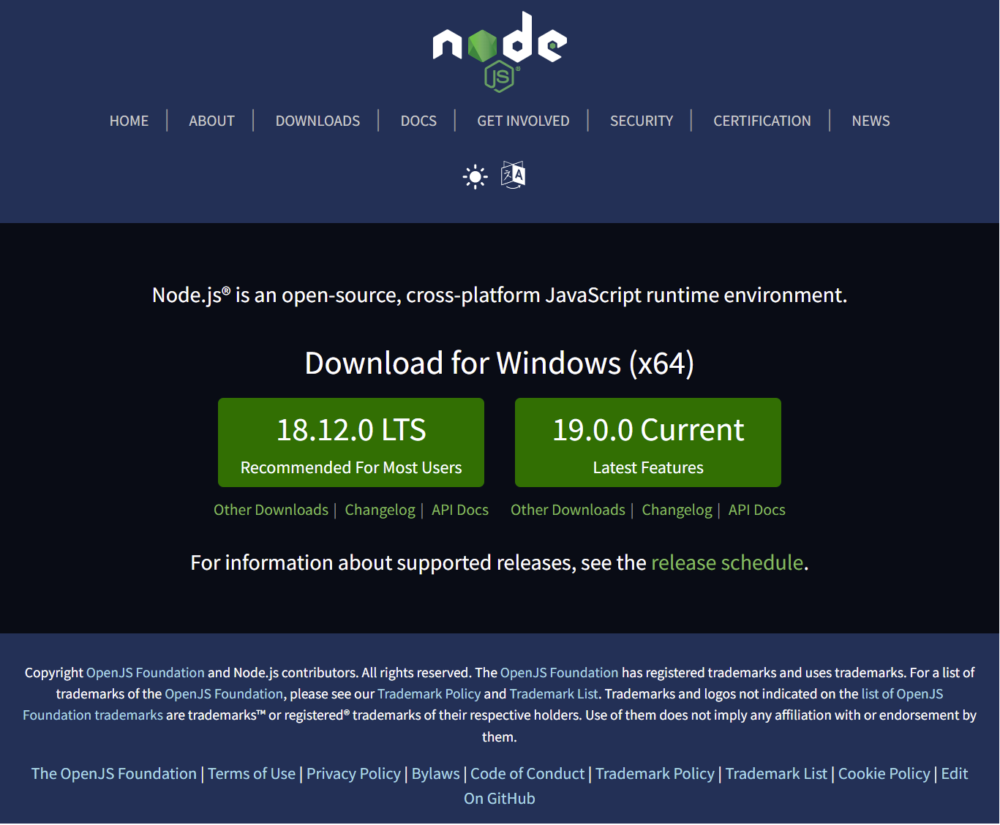 node
JS®
HOME | ABOUT | DOWNLOADS | DOCS | GET INVOLVED | SECURITY | CERTIFICATION | NEWS
Node.js® is an open-source, cross-platform JavaScript runtime environment.
Download for Windows (x64)
18.12.0 LTS
Recommended For Most Users
Other Downloads | Changelog | API Docs
19.0.0 Current
Latest Features
Other Downloads | Changelog | API Docs
For information about supported releases, see the release schedule.
Copyright OpenJS Foundation and Node.js contributors. All rights reserved. The OpenJS Foundation has registered trademarks and uses trademarks. For a list of
trademarks of the OpenJS Foundation, please see our Trademark Policy and Trademark List. Trademarks and logos not indicated on the list of OpenJS
Foundation trademarks are trademarks™ or registered® trademarks of their respective holders. Use of them does not imply any affiliation with or endorsement by
them.
The OpenJS Foundation | Terms of Use | Privacy Policy | Bylaws | Code of Conduct | Trademark Policy | Trademark List | Cookie Policy | Edit
On GitHub